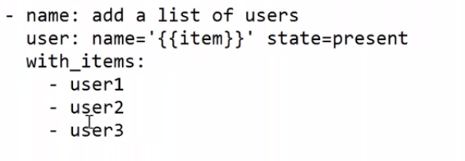 - name: add a list of users
  user: name='{{item}}' state=present
  with_items:
    - user1
    - user2
    - user3